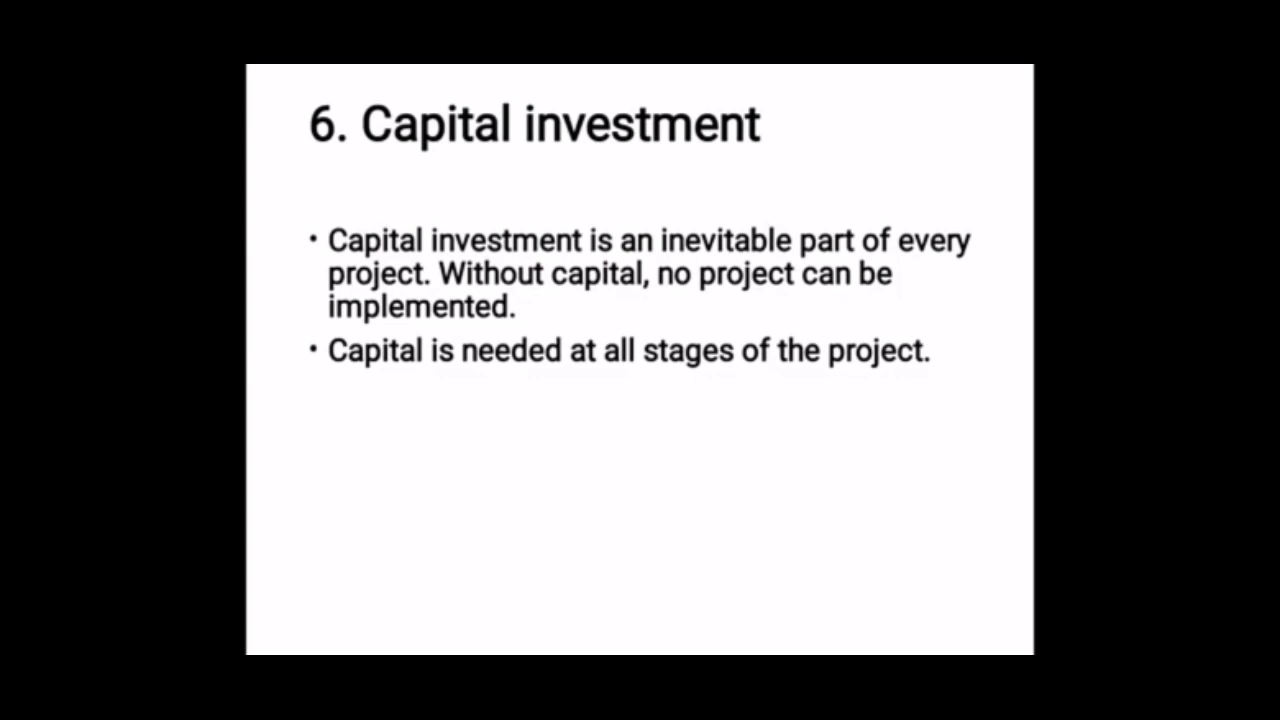 6. Capital investment
• Capital investment is an inevitable part of every
project. Without capital, no project can be
implemented.
• Capital is needed at all stages of the project.